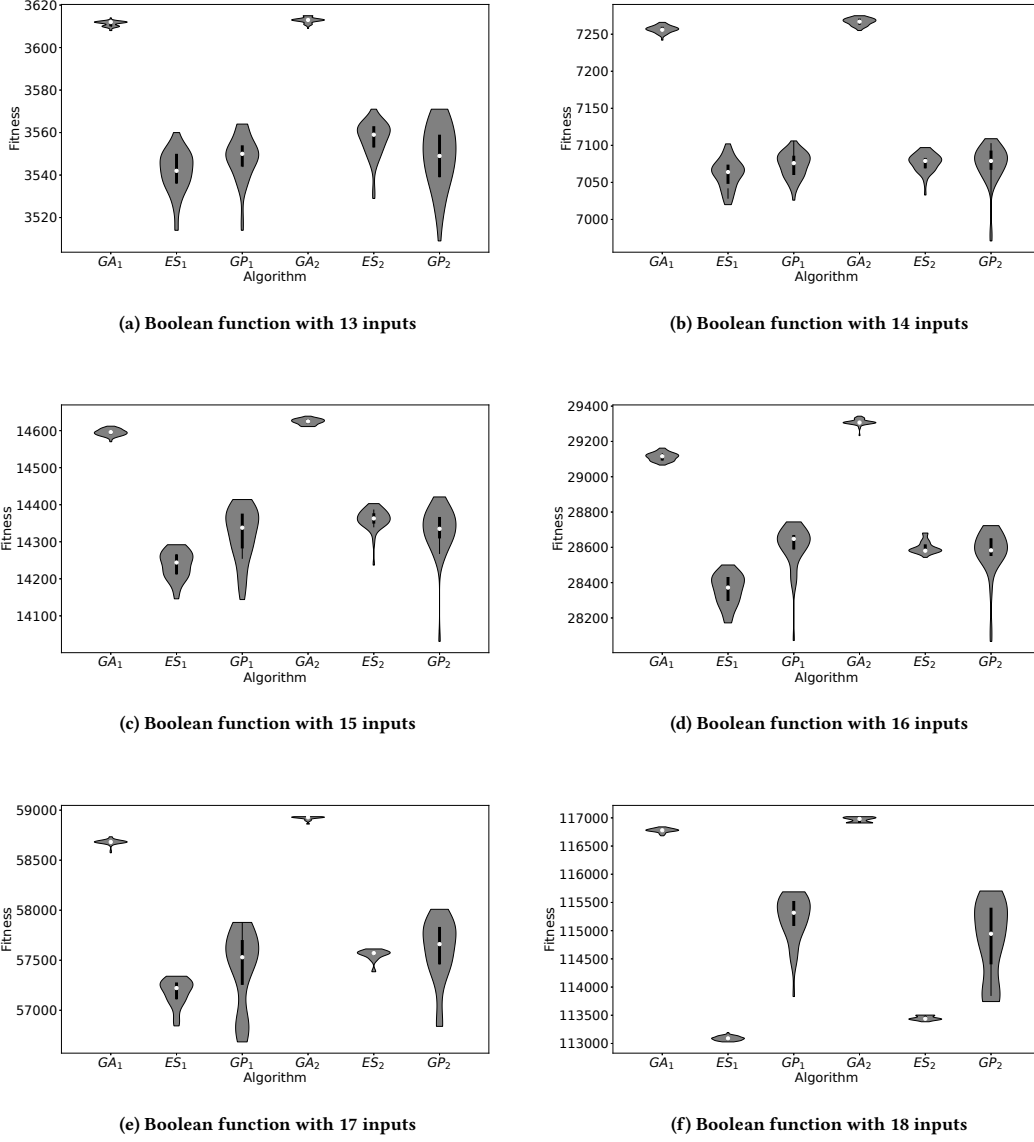 3620
3600
3580
3560
3540
3520
Fitness
GA1 ES1 GP1 GA2 ES2 GP2
Algorithm
(a) Boolean function with 13 inputs
7250
7200
7150
7100
7050
7000
Fitness
GA1 ES1 GP1 GA2 ES2 GP2
Algorithm
(b) Boolean function with 14 inputs
14600
14500
14400
14300
14200
14100
Fitness
GA1 ES1 GP1 GA2 ES2 GP2
Algorithm
(c) Boolean function with 15 inputs
29400
29200
29000
28800
28600
28400
28200
Fitness
GA1 ES1 GP1 GA2 ES2 GP2
Algorithm
(d) Boolean function with 16 inputs
59000
58500
58000
57500
57000
Fitness
GA1 ES1 GP1 GA2 ES2 GP2
Algorithm
(e) Boolean function with 17 inputs
117000
116500
116000
115500
115000
114500
114000
113500
113000
Fitness
GA1 ES1 GP1 GA2 ES2 GP2
Algorithm
(f) Boolean function with 18 inputs